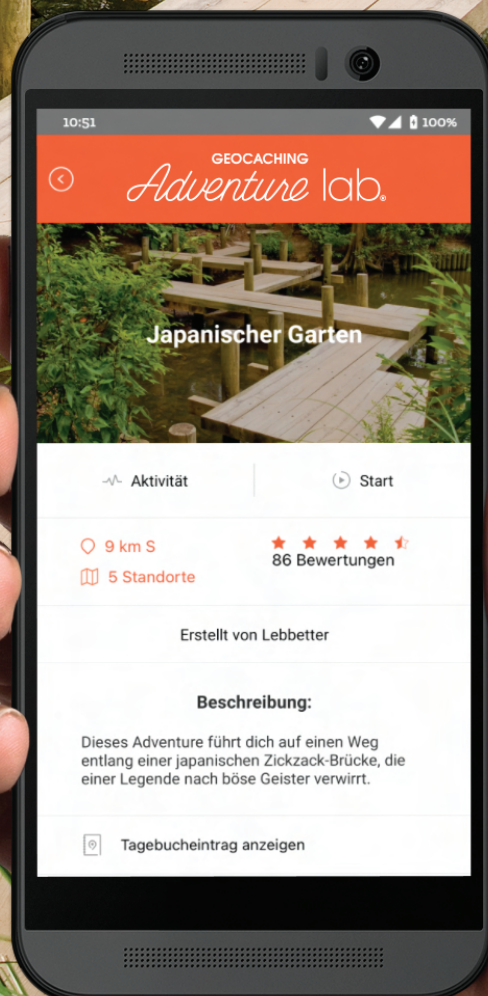 10:51
100%
GEOCACHING
Adventure lab®
Japanischer Garten
Aktivität
Start
9 km S
5 Standorte
86 Bewertungen
Erstellt von Lebbetter
Beschreibung:
Dieses Adventure führt dich auf einen Weg
entlang einer japanischen Zickzack-Brücke, die
einer Legende nach böse Geister verwirrt.
Tagebucheintrag anzeigen